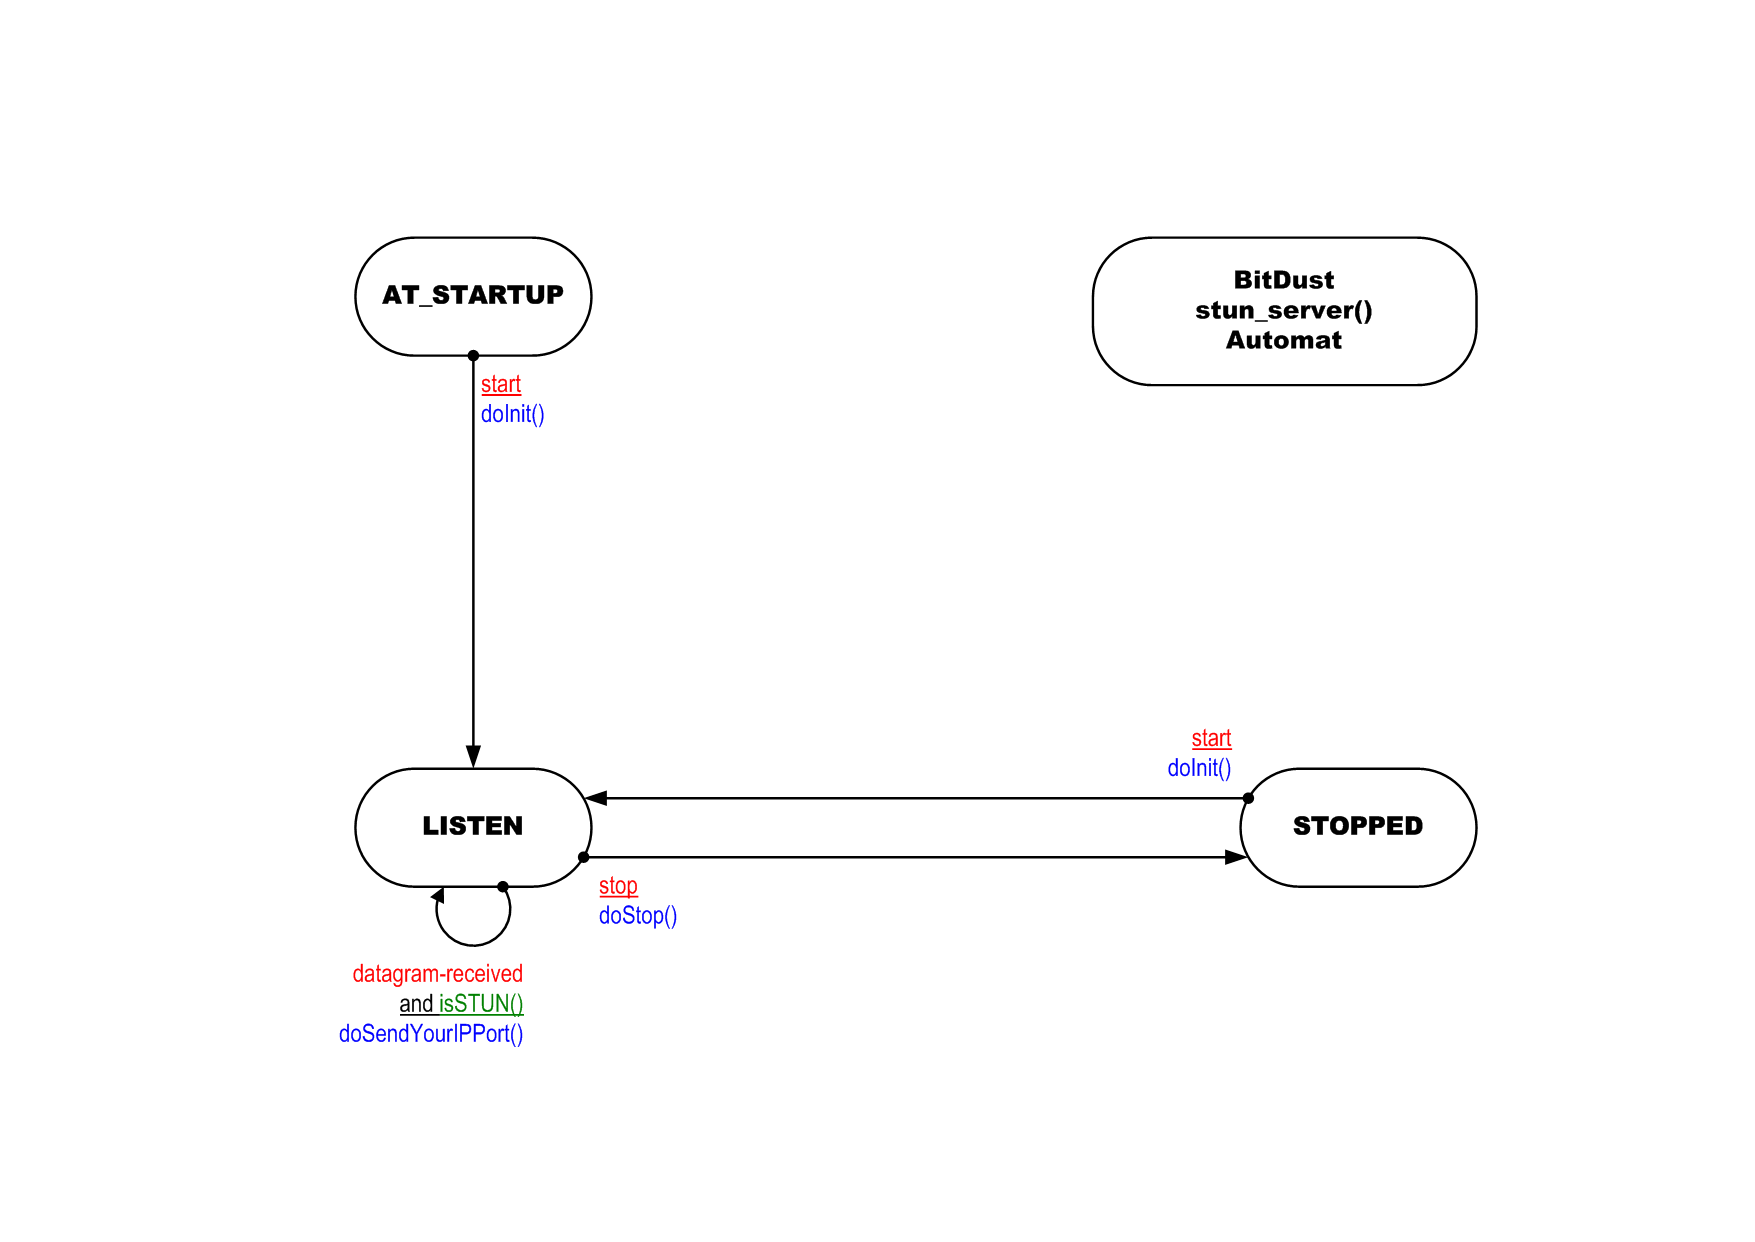 AT_STARTUP
BitDust
stun_server()
Automat
start
doInit()
start
doInit()
LISTEN
STOPPED
stop
doStop()
datagram-received
and isSTUN()
doSendYourIPPort()